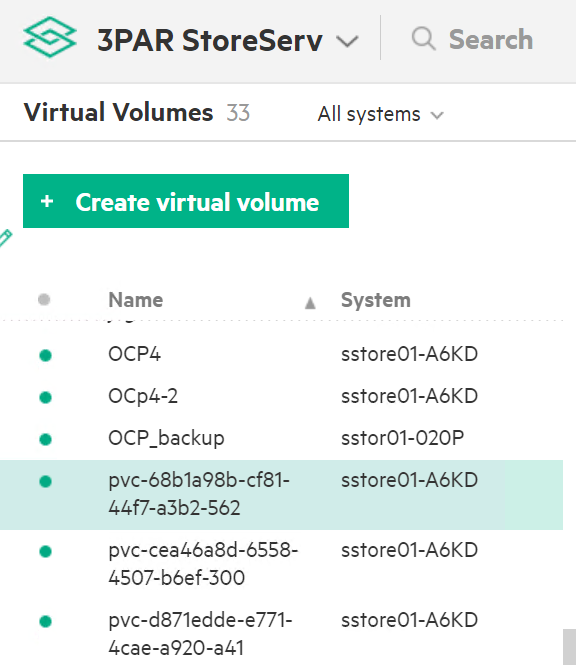 3PAR StoreServ
Search
Virtual Volumes 33
All systems
+ Create virtual volume
Name
System
OCP4 sstore01-A6KD
OCp4-2 sstore01-A6KD
OCP_backup sstor01-020P
pvc-68b1a98b-cf81- sstore01-A6KD
44f7-a3b2-562
pvc-cea46a8d-6558- sstore01-A6KD
4507-b6ef-300
pvc-d871edde-e771- sstore01-A6KD
4cae-a920-a41